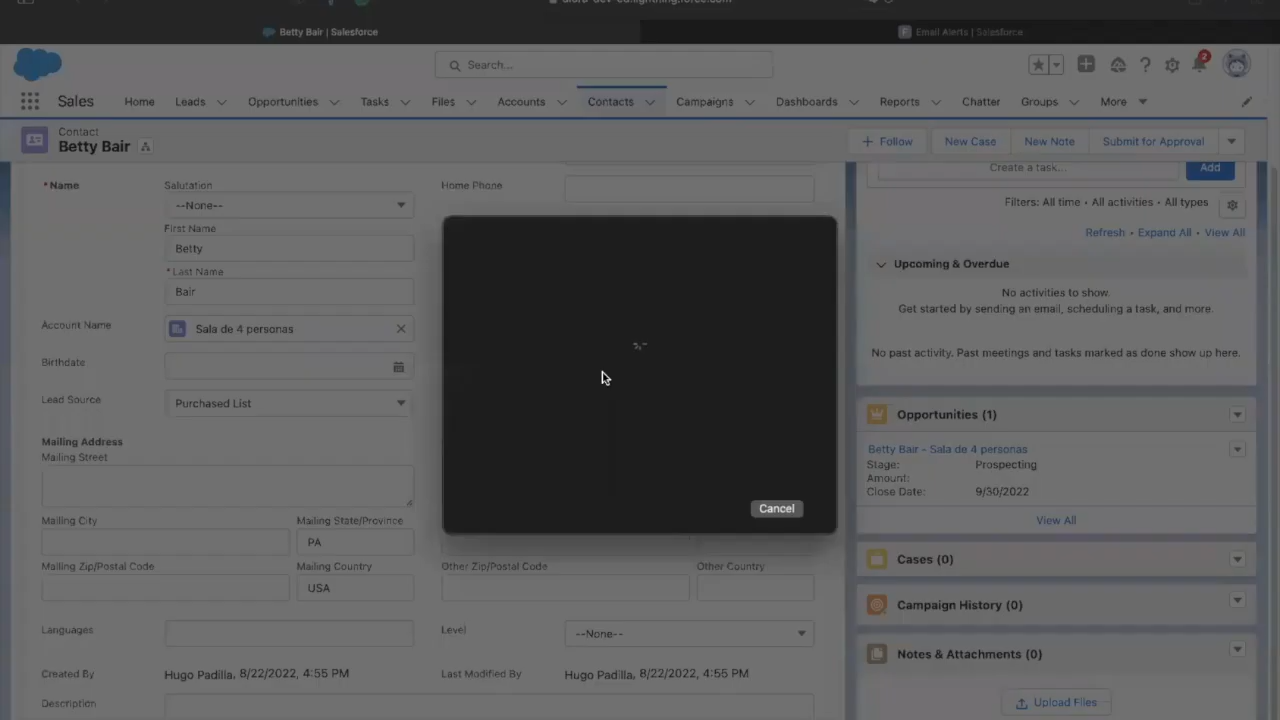 Betty Bair | Salesforce
Email Alerts | Salesforce
Search...
2
Sales
Home
Leads
Opportunities
Tasks
Files
Accounts
Contacts
Campaigns
Dashboards
Reports
Chatter
Groups
More
Contact
Betty Bair
Follow
New Case
New Note
Submit for Approval
* Name
Salutation
--None--
First Name
Betty
* Last Name
Bair
Account Name
Sala de 4 personas
Birthdate
Lead Source
Purchased List
Mailing Address
Mailing Street
Mailing City
Mailing State/Province
PA
Mailing Zip/Postal Code
Mailing Country
USA
Languages
Created By
Hugo Padilla, 8/22/2022, 4:55 PM
Description
Home Phone
Cancel
Other Zip/Postal Code
Other Country
Level
--None--
Last Modified By
Hugo Padilla, 8/22/2022, 4:55 PM
Create a task...
Add
Filters: All time • All activities • All types
Refresh • Expand All • View All
Upcoming & Overdue
No activities to show.
Get started by sending an email, scheduling a task, and more.
No past activity. Past meetings and tasks marked as done show up here.
Opportunities (1)
Betty Bair - Sala de 4 personas
Stage: Prospecting
Amount:
Close Date: 9/30/2022
View All
Cases (0)
Campaign History (0)
Notes & Attachments (0)
Upload Files